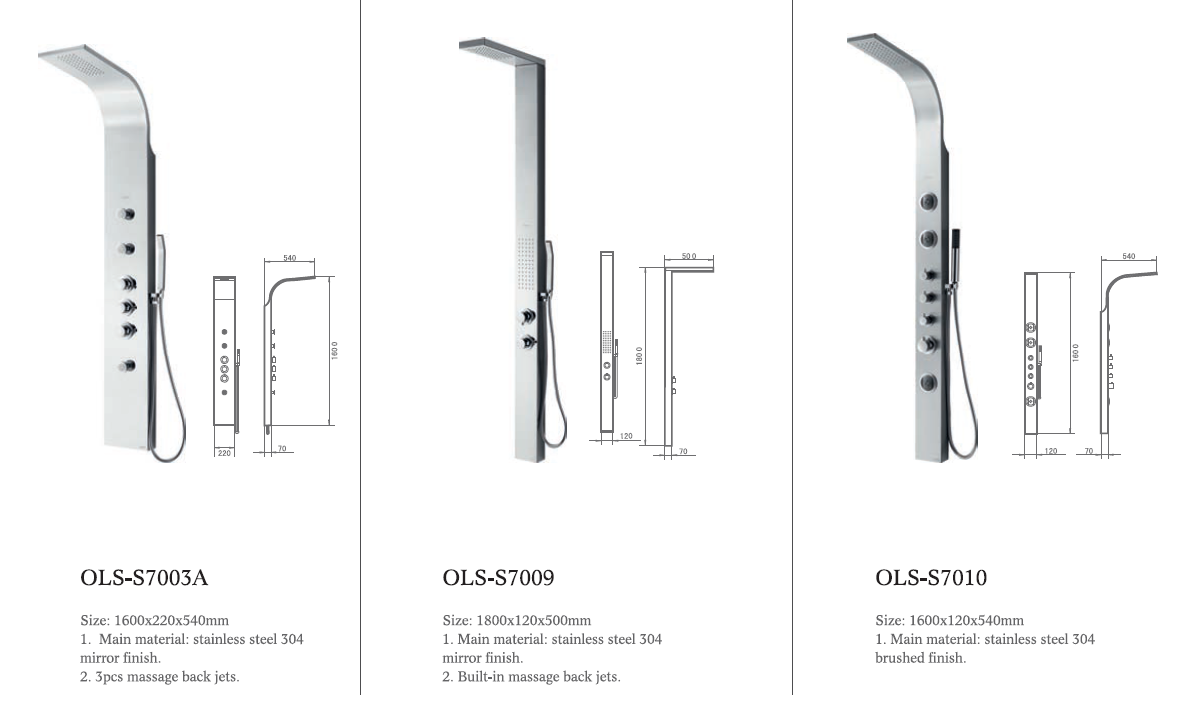 540
1600
220
70
50 0
1800
120
70
540
1600
120
70
OLS-S7003A
Size: 1600x220x540mm
1. Main material: stainless steel 304
mirror finish.
2. 3pcs massage back jets.
OLS-S7009
Size: 1800x120x500mm
1. Main material: stainless steel 304
mirror finish.
2. Built-in massage back jets.
OLS-S7010
Size: 1600x120x540mm
1. Main material: stainless steel 304
brushed finish.